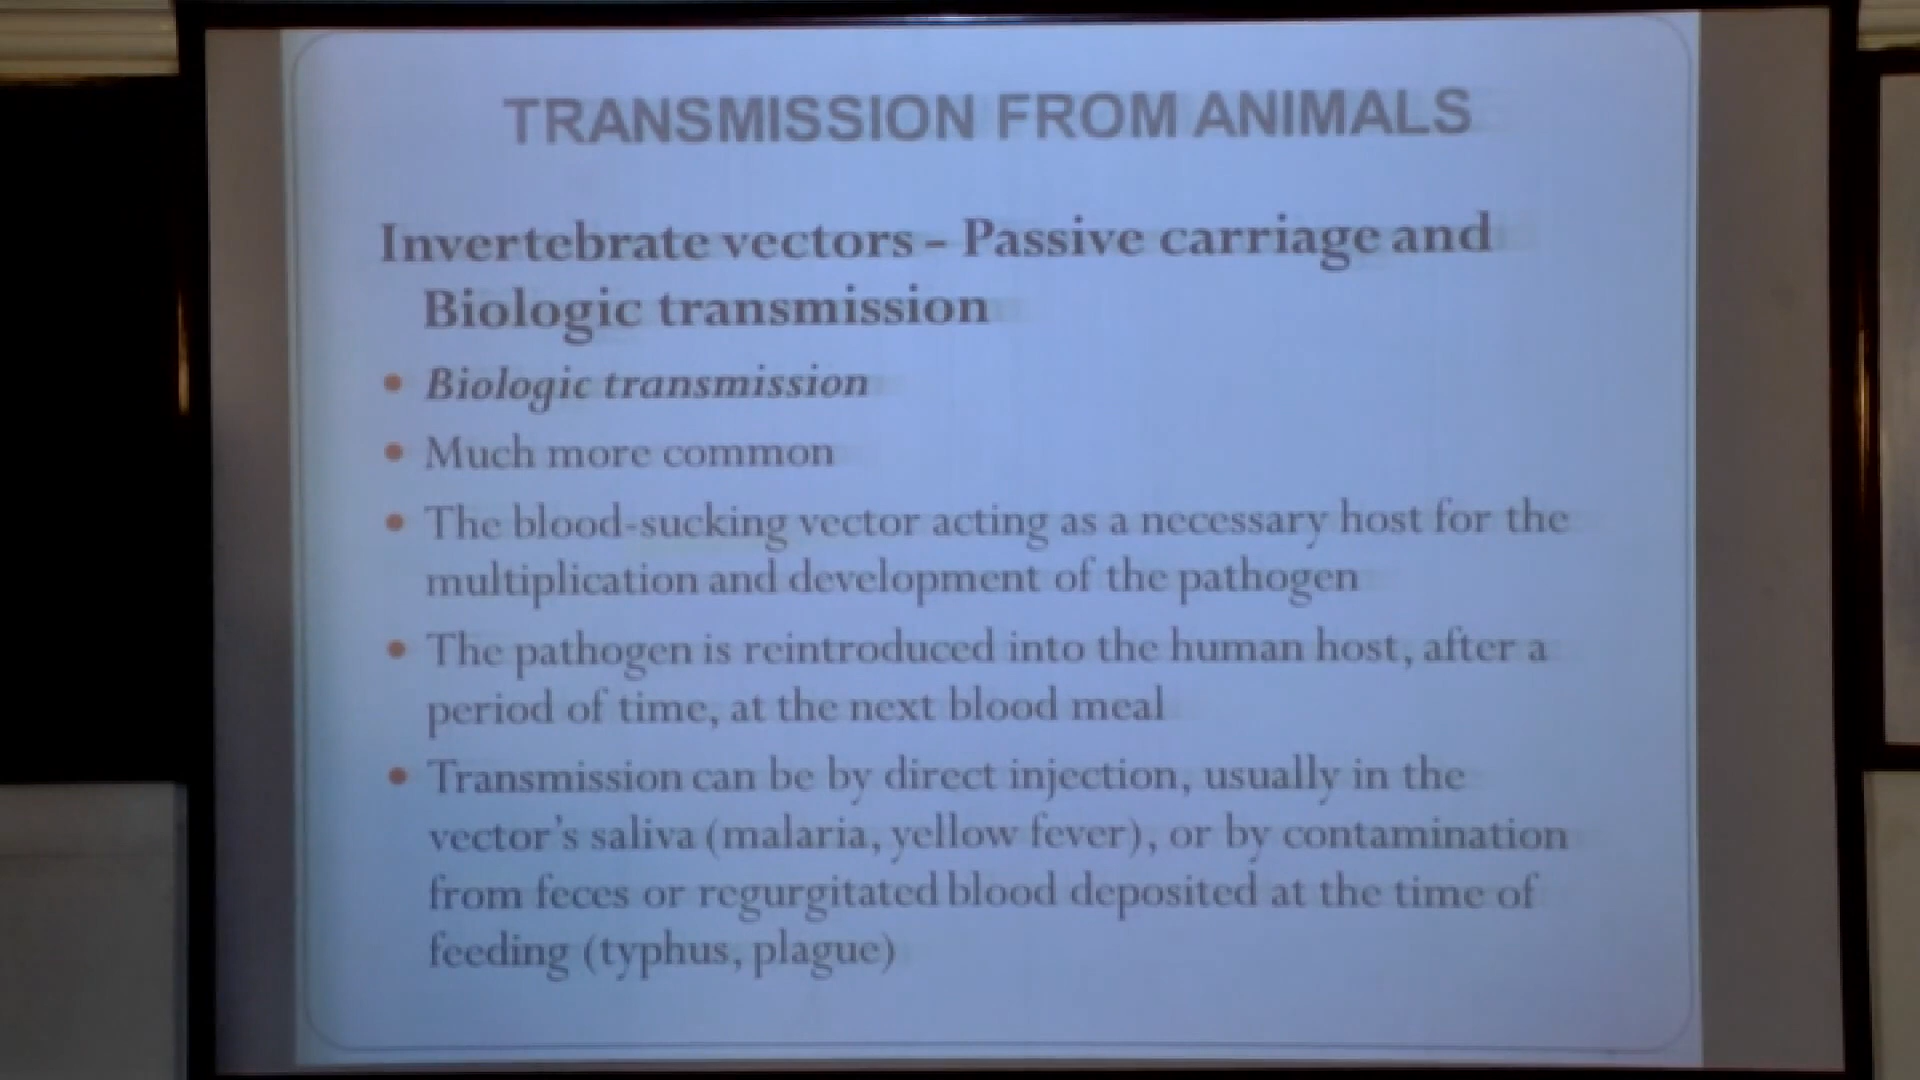 TRANSMISSION FROM ANIMALS
Invertebrate vectors – Passive carriage and
Biologic transmission
• Biologic transmission
• Much more common
• The blood-sucking vector acting as a necessary host for the
multiplication and development of the pathogen
• The pathogen is reintroduced into the human host, after a
period of time, at the next blood meal
• Transmission can be by direct injection, usually in the
vector’s saliva (malaria, yellow fever), or by contamination
from feces or regurgitated blood deposited at the time of
feeding (typhus, plague)